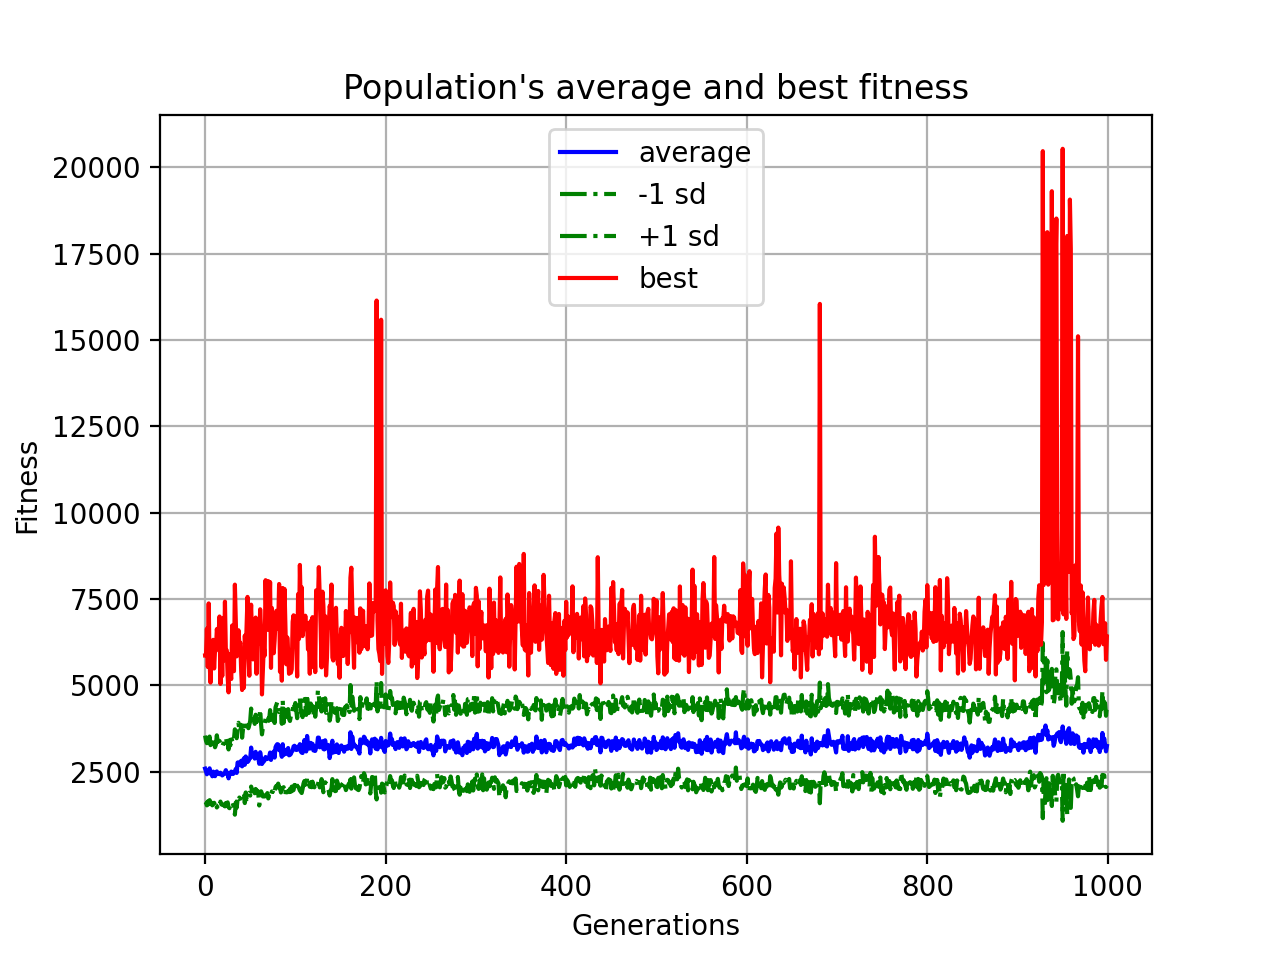 Population's average and best fitness
average
-1 sd
+1 sd
best
Fitness
20000
17500
15000
12500
10000
7500
5000
2500
0 200 400 600 800 1000
Generations